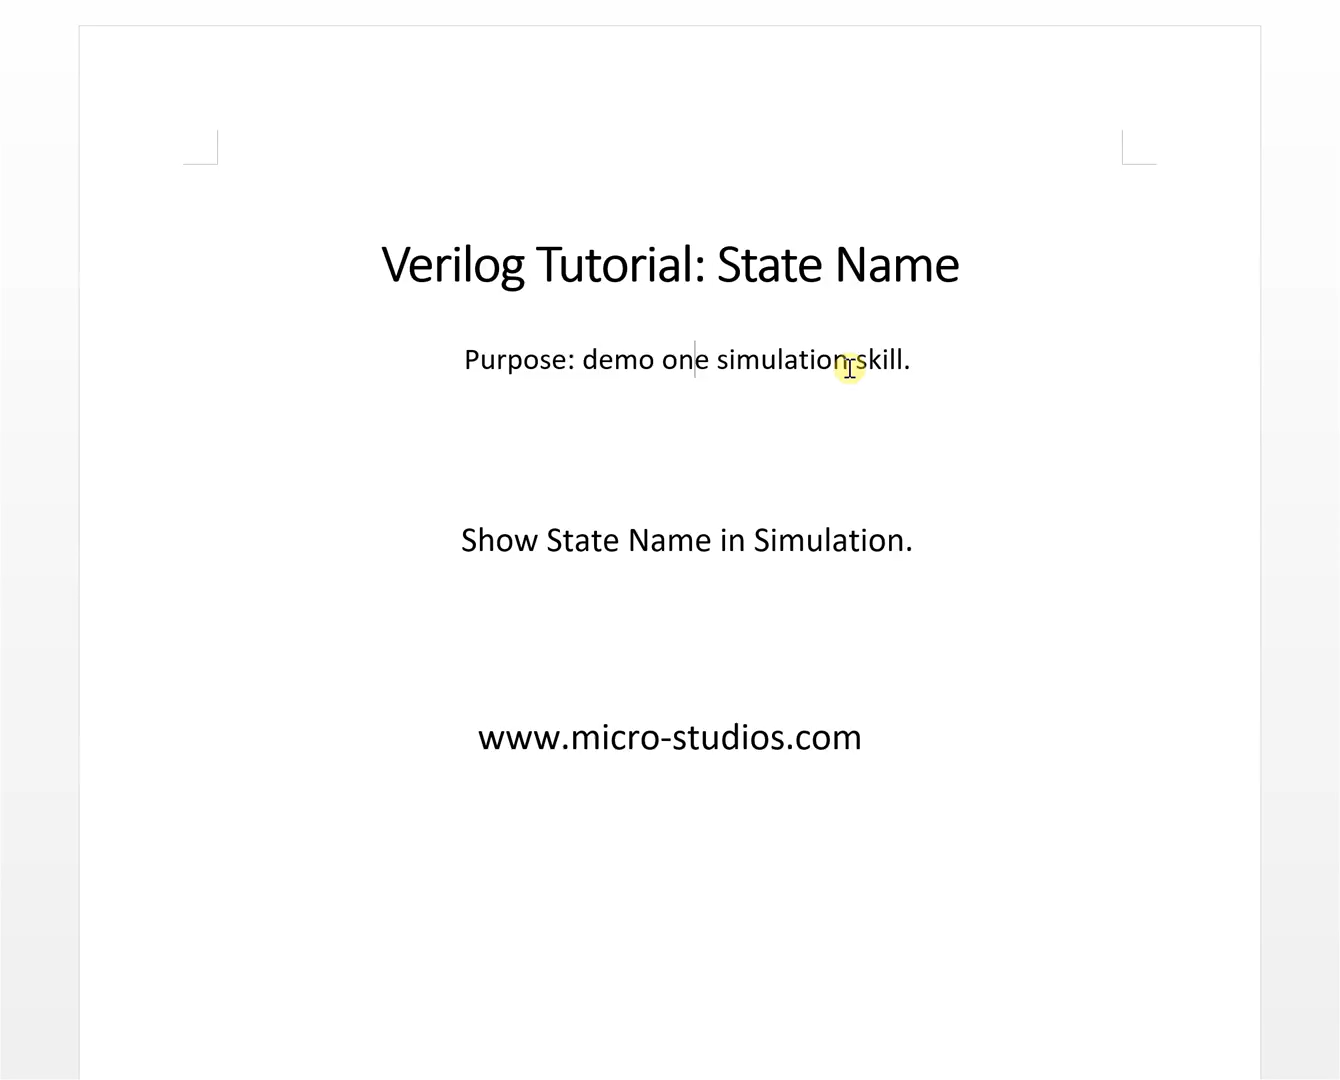 Verilog Tutorial: State Name
Purpose: demo one simulation skill.
Show State Name in Simulation.
www.micro-studios.com